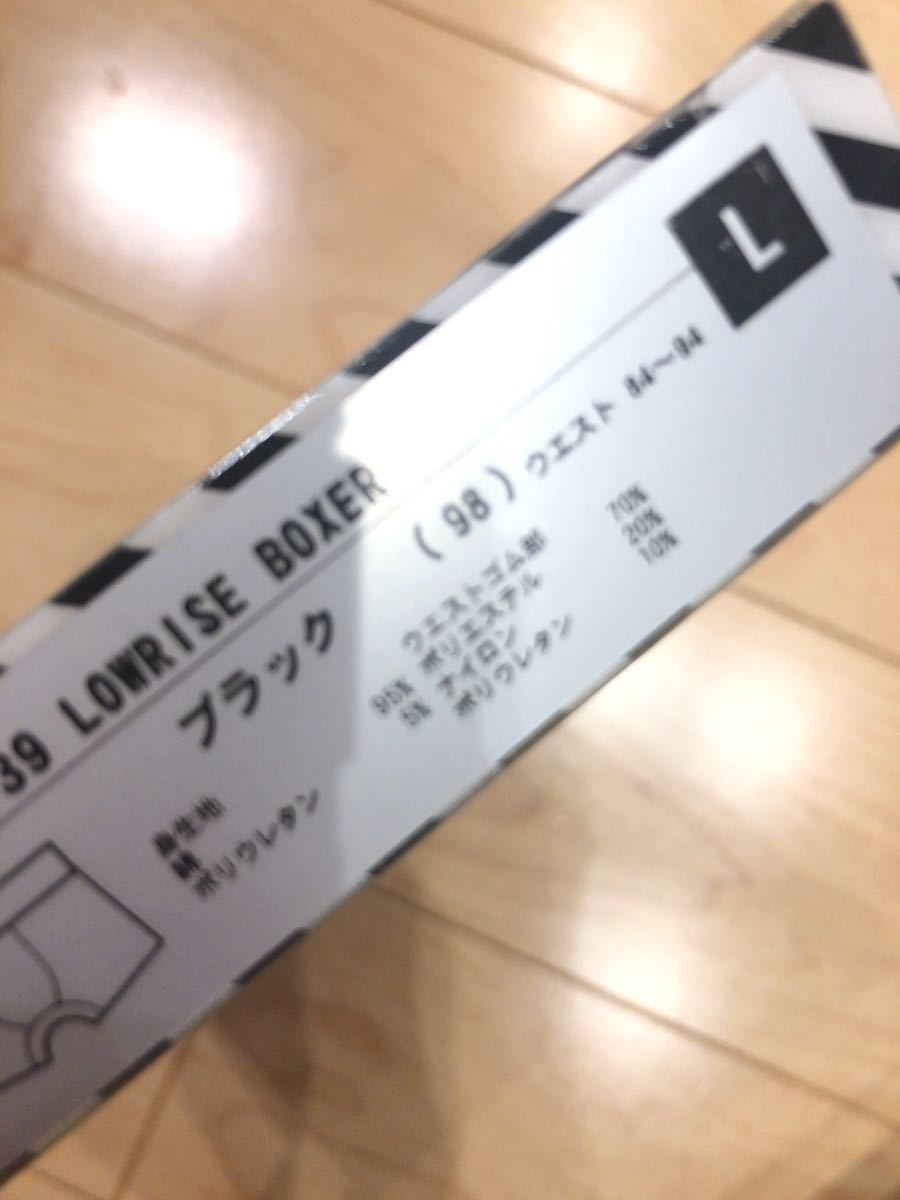 L
39 LOWRISE BOXER
ブラック (98) ウエスト 84〜94
身生地
綿 95%
ポリウレタン 5%
ウエストゴム部
ポリエステル 70%
ナイロン 20%
ポリウレタン 10%